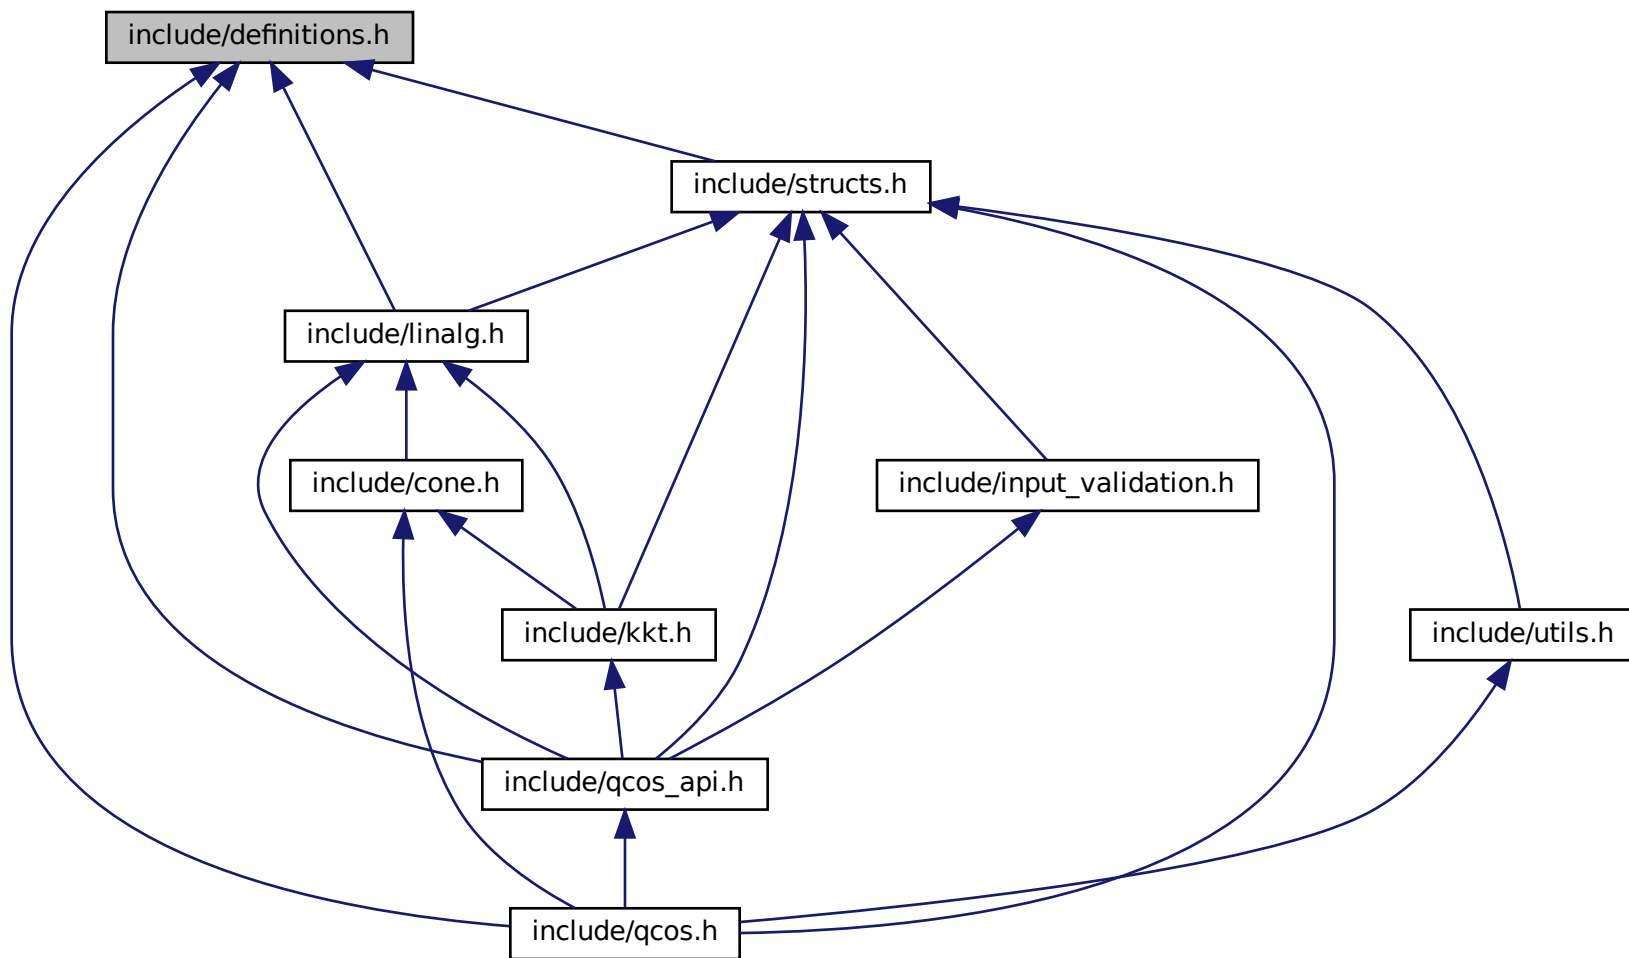 include/definitions.h
include/structs.h
include/linalg.h
include/cone.h
include/input_validation.h
include/kkt.h
include/utils.h
include/qcos_api.h
include/qcos.h